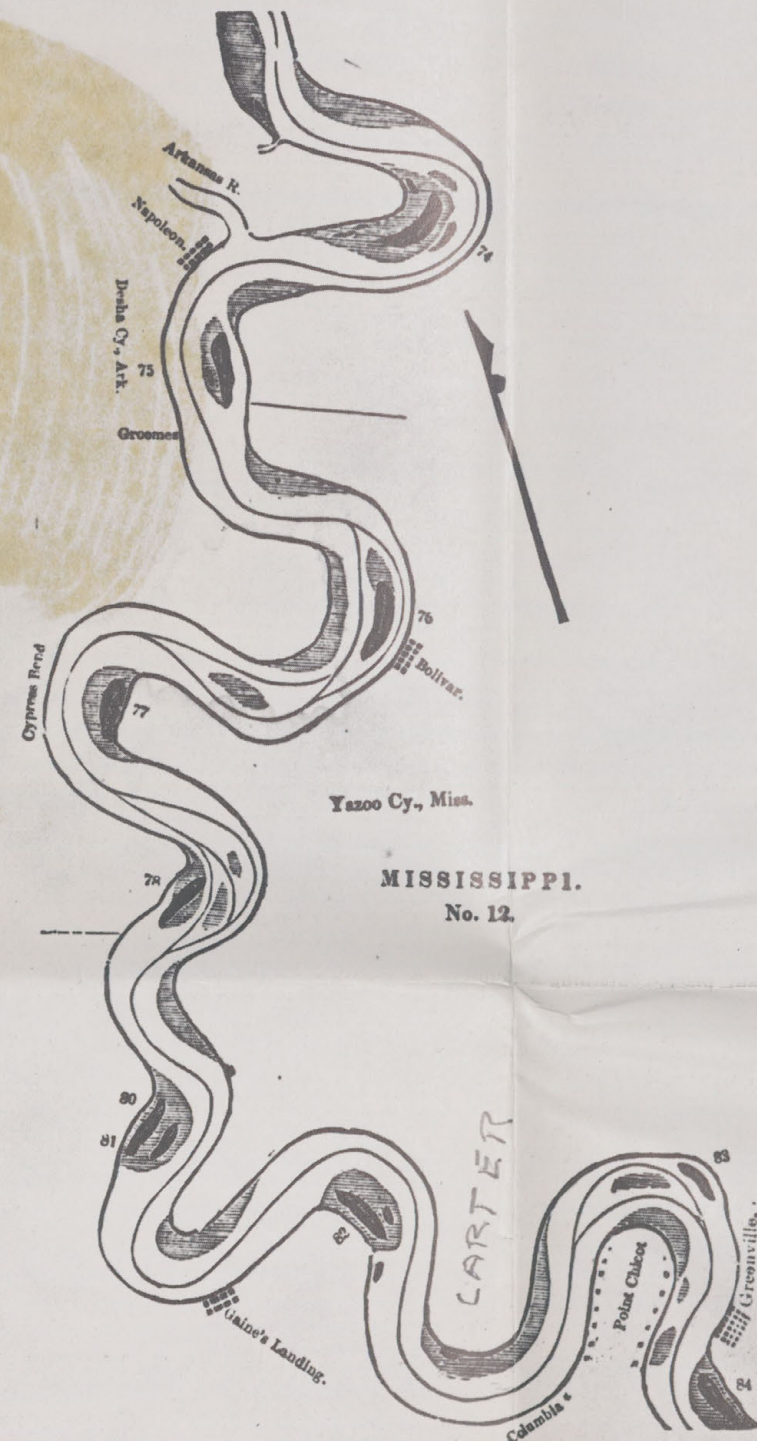 Arkansas R.
Napoleon.
74
Desha Cy., Ark.
75
Groomes
76
Bolivar.
Cypress Bend
77
Yazoo Cy., Miss.
78
MISSISSIPPI.
No. 12.
80
81
CARTER
83
Gaine's Landing.
Point Chicot
Greenville.
84
Columbia